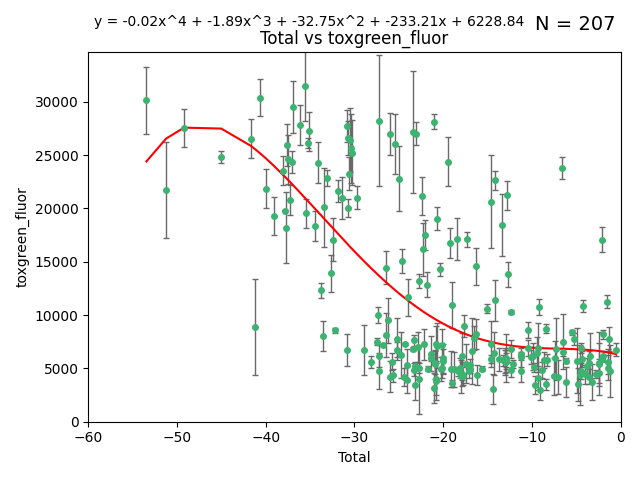 y = -0.02x^4 + -1.89x^3 + -32.75x^2 + -233.21x + 6228.84 N = 207
Total vs toxgreen_fluor
toxgreen_fluor
30000
25000
20000
15000
10000
5000
0
−60 −50 −40 −30 −20 −10 0
Total